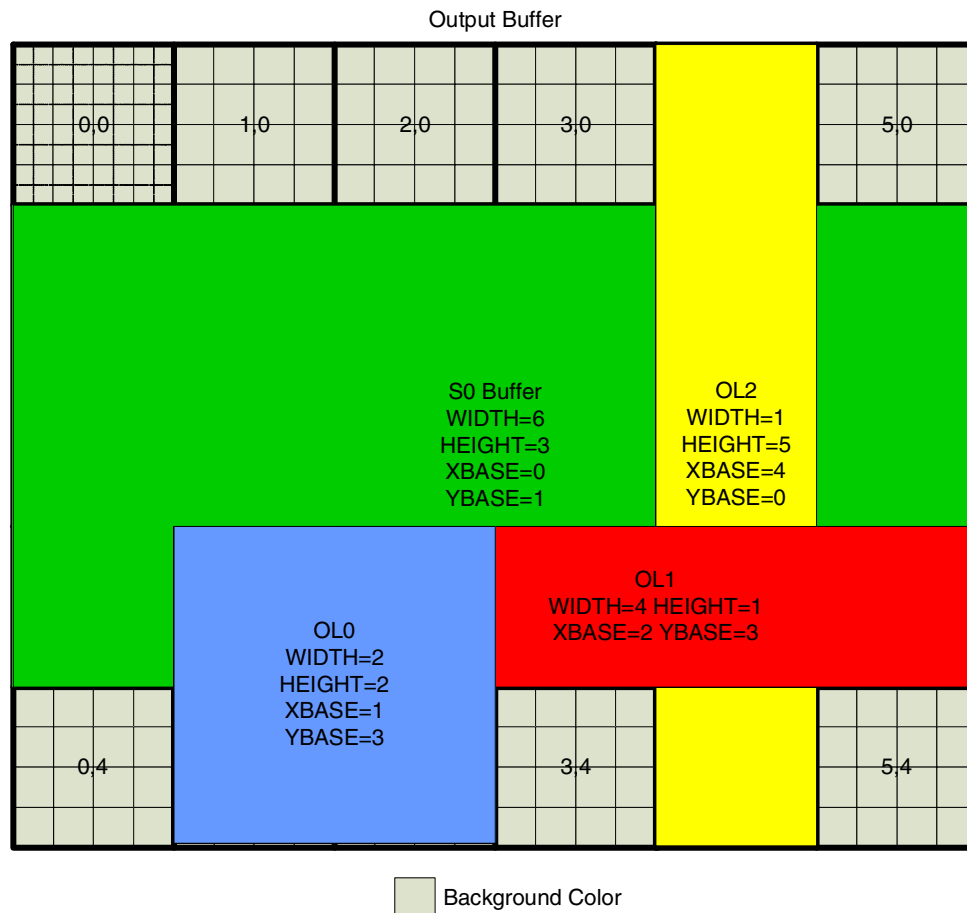 Output Buffer
0,0
1,0
2,0
3,0
5,0
S0 Buffer
WIDTH=6
HEIGHT=3
XBASE=0
YBASE=1
OL2
WIDTH=1
HEIGHT=5
XBASE=4
YBASE=0
OL1
WIDTH=4 HEIGHT=1
XBASE=2 YBASE=3
OL0
WIDTH=2
HEIGHT=2
XBASE=1
YBASE=3
0,4
3,4
5,4
Background Color